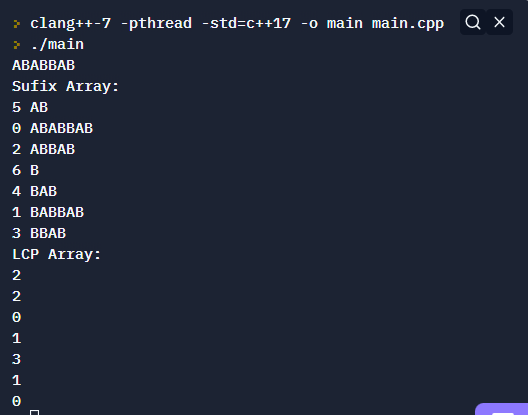 > clang++-7 -pthread -std=c++17 -o main main.cpp
> ./main
ABABBAB
Sufix Array:
5 AB
0 ABABBAB
2 ABBAB
6 B
4 BAB
1 BABBAB
3 BBAB
LCP Array:
2
2
0
1
3
1
0